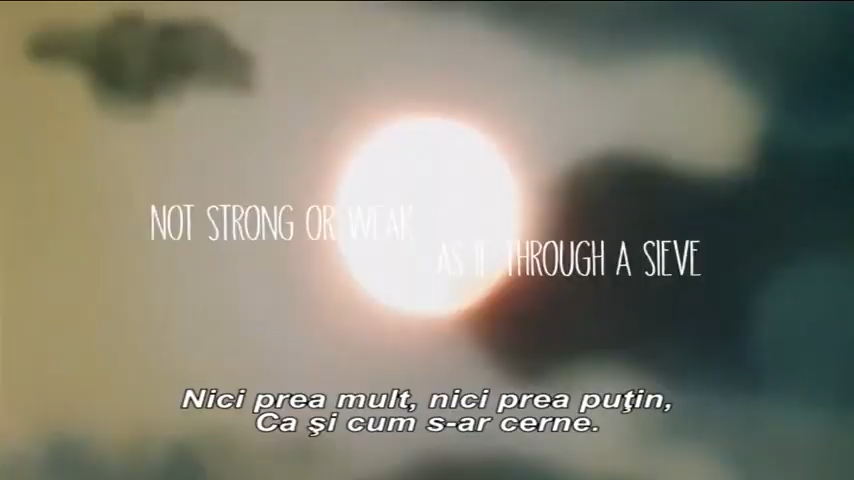 NOT STRONG OR WEAK
AS IF THROUGH A SIEVE
Nici prea mult, nici prea puţin,
Ca şi cum s-ar cerne.